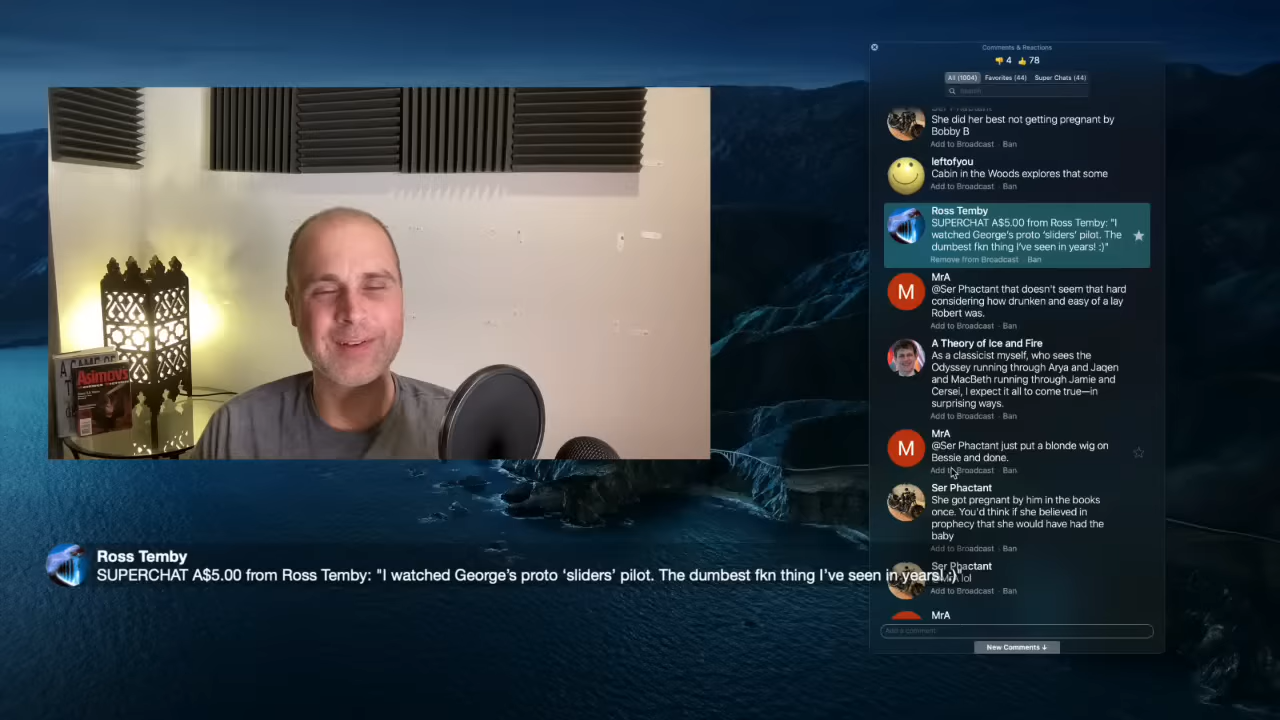 Comments & Reactions
4 78
All (1004) Favorites (44) Super Chats (44)
Search
Ser Phactant
She did her best not getting pregnant by
Bobby B
Add to Broadcast · Ban
leftofyou
Cabin in the Woods explores that some
Add to Broadcast · Ban
Ross Temby
SUPERCHAT A$5.00 from Ross Temby: "I
watched George's proto 'sliders' pilot. The
dumbest fkn thing I've seen in years! :)"
Remove from Broadcast · Ban
M
MrA
@Ser Phactant that doesn't seem that hard
considering how drunken and easy of a lay
Robert was.
Add to Broadcast · Ban
A Theory of Ice and Fire
As a classicist myself, who sees the
Odyssey running through Arya and Jaqen
and MacBeth running through Jamie and
Cersei, I expect it all to come true—in
surprising ways.
Add to Broadcast · Ban
M
MrA
@Ser Phactant just put a blonde wig on
Bessie and done.
Add to Broadcast · Ban
Ser Phactant
She got pregnant by him in the books
once. You'd think if she believed in
prophecy that she would have had the
baby
Add to Broadcast · Ban
Ser Phactant
lol
Add to Broadcast · Ban
MrA
Add a comment
New Comments ↓
A GAME OF
Asimov's
Ross Temby
SUPERCHAT A$5.00 from Ross Temby: "I watched George's proto 'sliders' pilot. The dumbest fkn thing I've seen in years! :)"